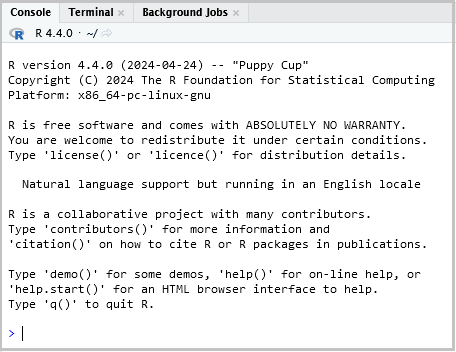 Console Terminal × Background Jobs ×
R 4.4.0 · ~/
R version 4.4.0 (2024-04-24) -- "Puppy Cup"
Copyright (C) 2024 The R Foundation for Statistical Computing
Platform: x86_64-pc-linux-gnu
R is free software and comes with ABSOLUTELY NO WARRANTY.
You are welcome to redistribute it under certain conditions.
Type 'license()' or 'licence()' for distribution details.
Natural language support but running in an English locale
R is a collaborative project with many contributors.
Type 'contributors()' for more information and
'citation()' on how to cite R or R packages in publications.
Type 'demo()' for some demos, 'help()' for on-line help, or
'help.start()' for an HTML browser interface to help.
Type 'q()' to quit R.
>